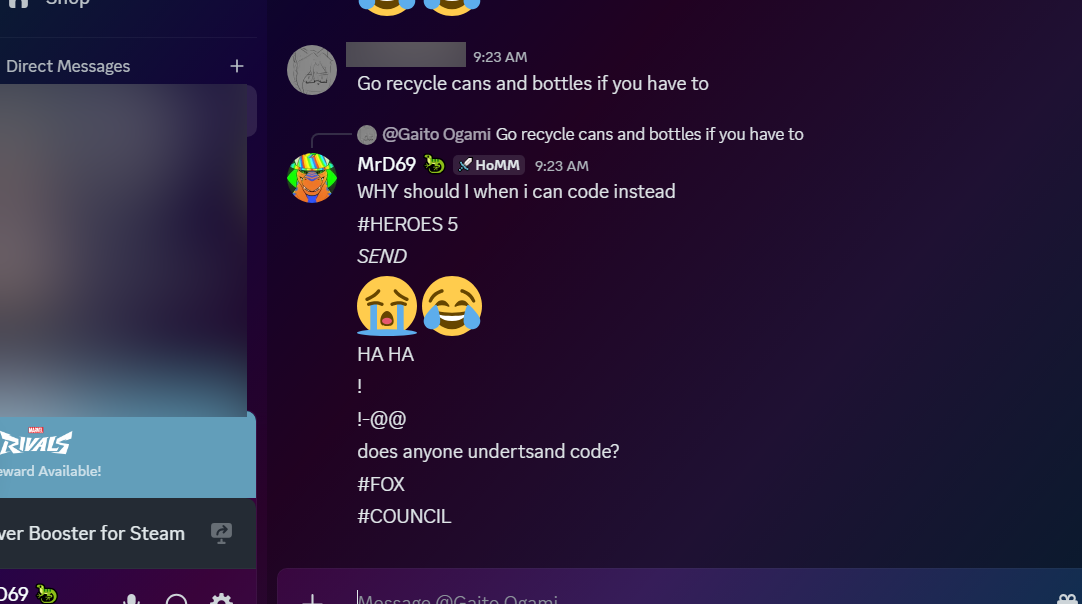 Shop
Direct Messages +
9:23 AM
Go recycle cans and bottles if you have to
@Gaito Ogami Go recycle cans and bottles if you have to
MrD69 HoMM 9:23 AM
WHY should I when i can code instead
#HEROES 5
SEND
HA HA
!
!-@@
does anyone undertsand code?
#FOX
#COUNCIL
MARVEL
RIVALS
eward Available!
ver Booster for Steam
D69
Message @Gaito Ogami